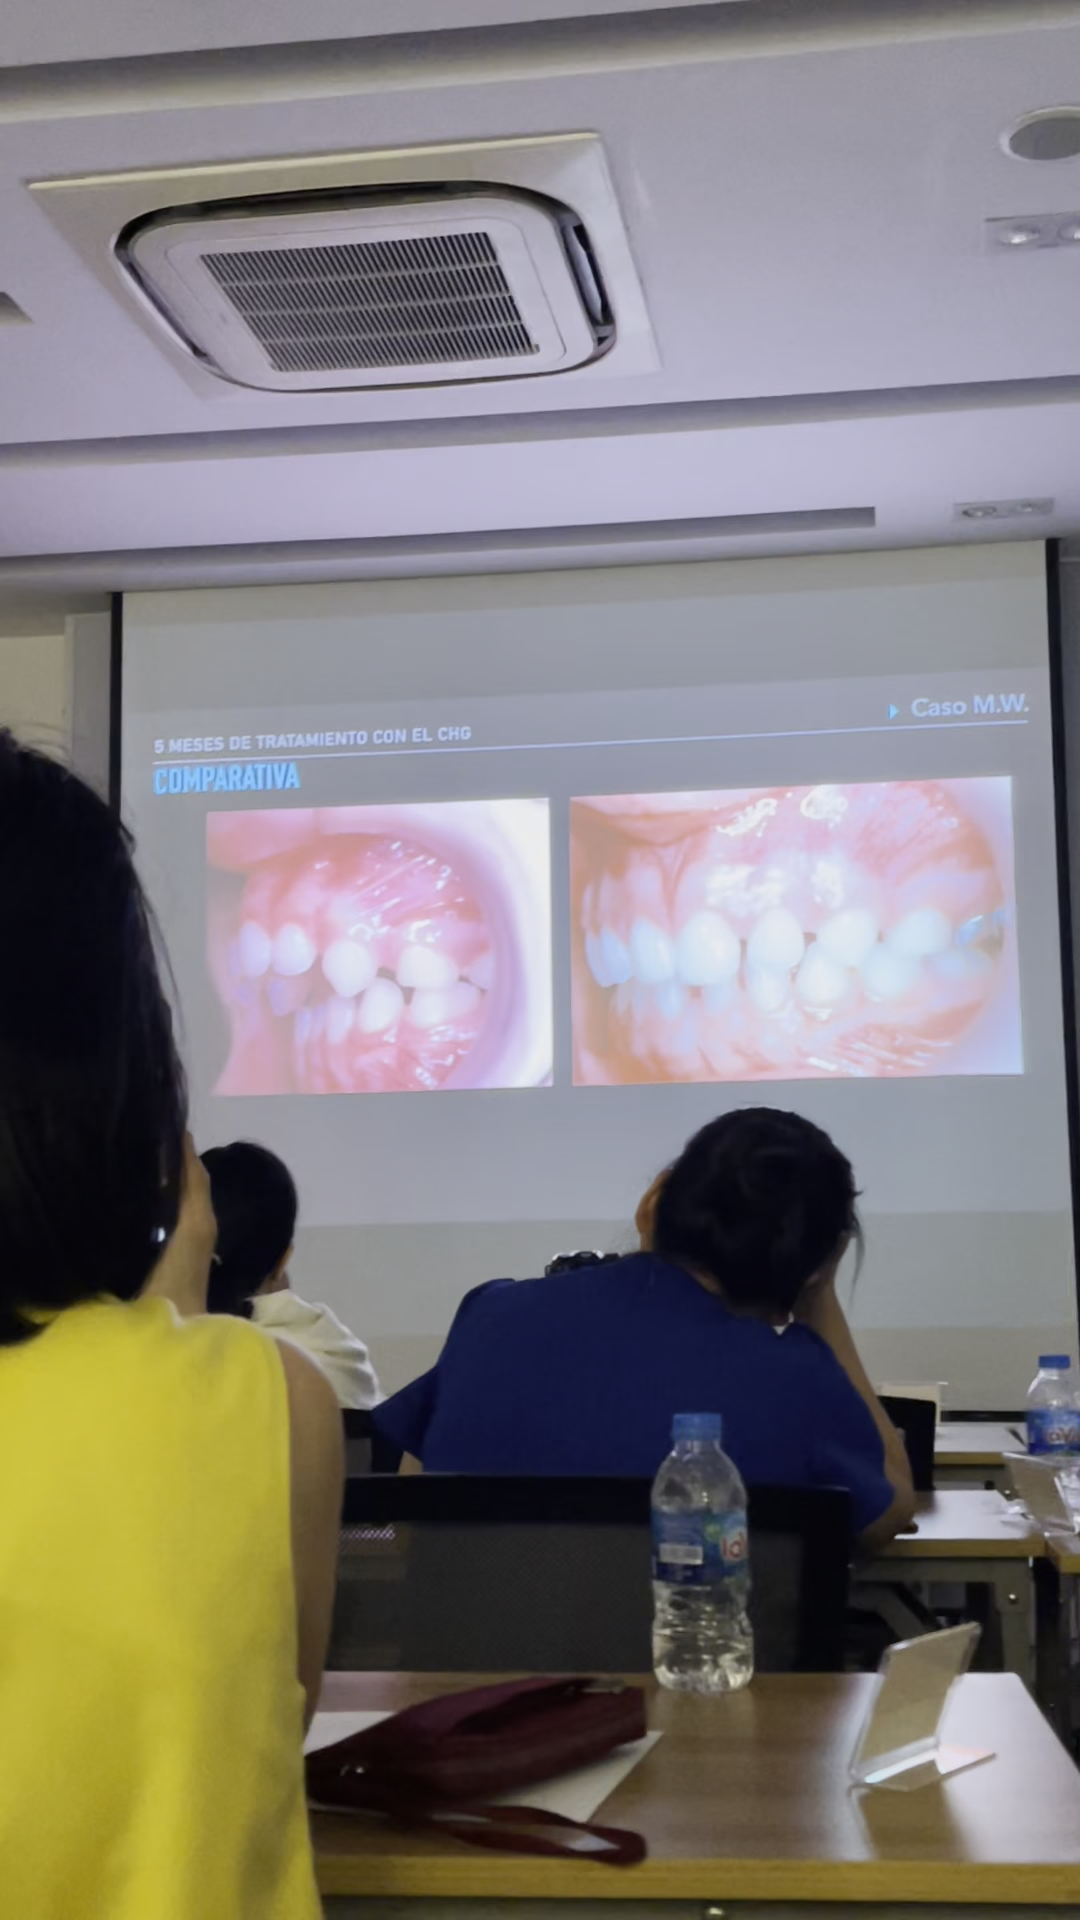 Caso M.W.
5 MESES DE TRATAMIENTO CON EL CHG
COMPARATIVA